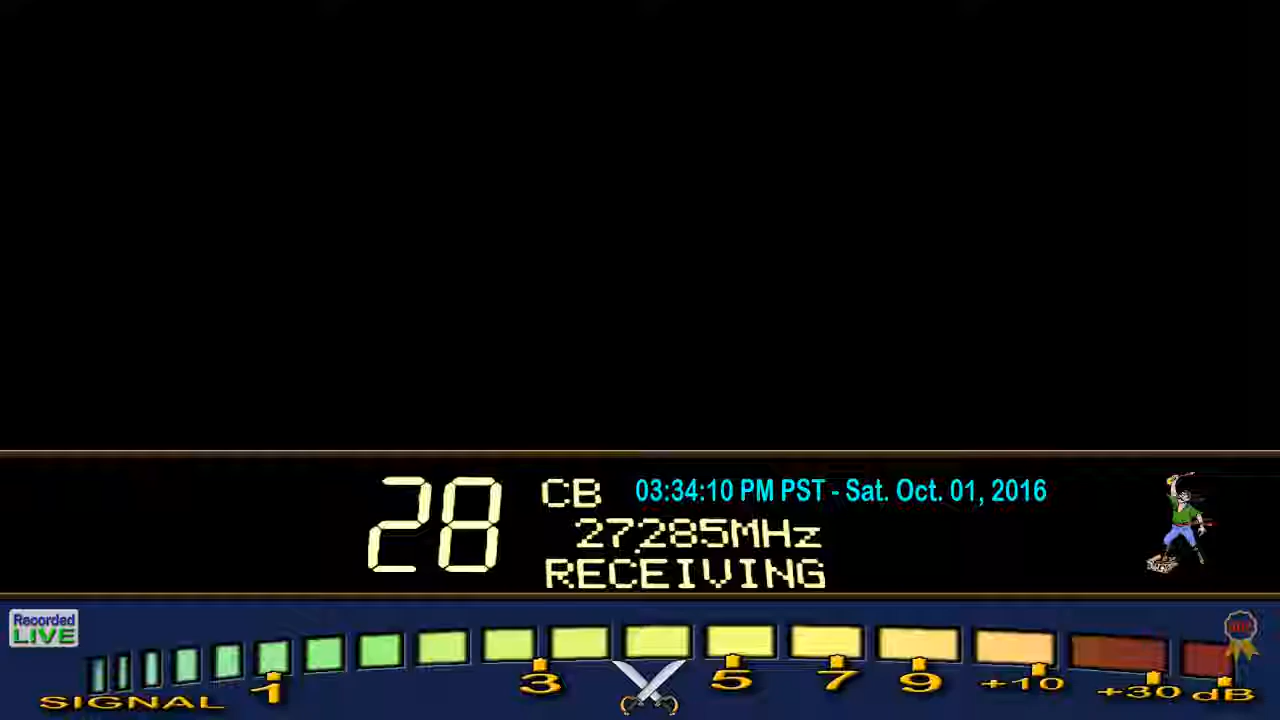 28
CB
03:34:10 PM PST - Sat. Oct. 01, 2016
27.285MHz
RECEIVING
Recorded
LIVE
SIGNAL 1 3 5 7 9 +10 +30 dB